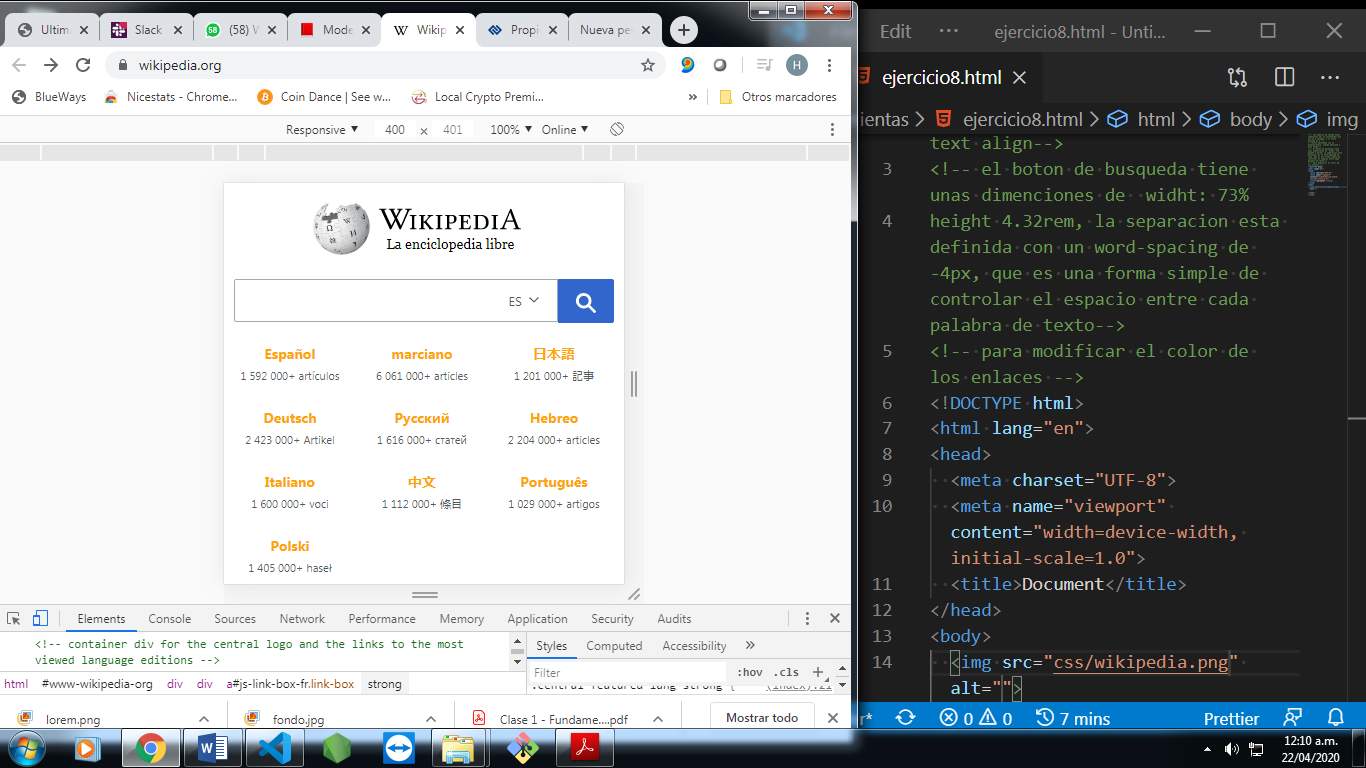 Ultim
Slack
(58) V
Mode
Wikip
Propi
Nueva pe
wikipedia.org
H
BlueWays
Nicestats - Chrome...
Coin Dance | See w...
Local Crypto Premi...
»
Otros marcadores
Responsive
400 × 401
100%
Online
WIKIPEDIA
La enciclopedia libre
ES
Español
marciano
日本語
1 592 000+ artículos
6 061 000+ articles
1 201 000+ 記事
Deutsch
Русский
Hebreo
2 423 000+ Artikel
1 616 000+ статей
2 204 000+ articles
Italiano
中文
Português
1 600 000+ voci
1 112 000+ 條目
1 029 000+ artigos
Polski
1 405 000+ haseł
Elements Console Sources Network Performance Memory Application Security Audits
<!-- container div for the central logo and the links to the most
viewed language editions -->
html #www-wikipedia-org div div a#js-link-box-fr.link-box strong
Styles Computed Accessibility »
Filter :hov .cls +
.central-featured-lang strong { (index):21
lorem.png
fondo.jpg
Clase 1 - Fundame....pdf
Mostrar todo
Edit ··· ejercicio8.html - Unti...
ejercicio8.html
ientas > ejercicio8.html > html > body > img
text align-->
3 <!-- el boton de busqueda tiene
unas dimenciones de widht: 73%
4 height 4.32rem, la separacion esta
definida con un word-spacing de
-4px, que es una forma simple de
controlar el espacio entre cada
palabra de texto-->
5 <!-- para modificar el color de
los enlaces -->
6 <!DOCTYPE html>
7 <html lang="en">
8 <head>
9 <meta charset="UTF-8">
10 <meta name="viewport"
content="width=device-width,
initial-scale=1.0">
11 <title>Document</title>
12 </head>
13 <body>
14 <img src="css/wikipedia.png"
alt="">
r* 0 0 7 mins Prettier
12:10 a.m.
22/04/2020